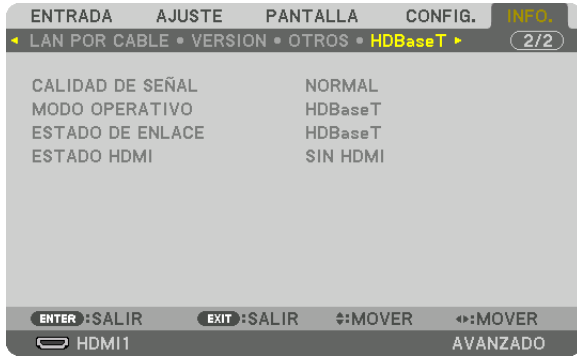 ENTRADA AJUSTE PANTALLA CONFIG. INFO.
◂ LAN POR CABLE • VERSION • OTROS • HDBaseT ▸ 2/2
CALIDAD DE SEÑAL NORMAL
MODO OPERATIVO HDBaseT
ESTADO DE ENLACE HDBaseT
ESTADO HDMI SIN HDMI
ENTER :SALIR EXIT :SALIR ♦:MOVER ◂▸:MOVER
HDMI1 AVANZADO